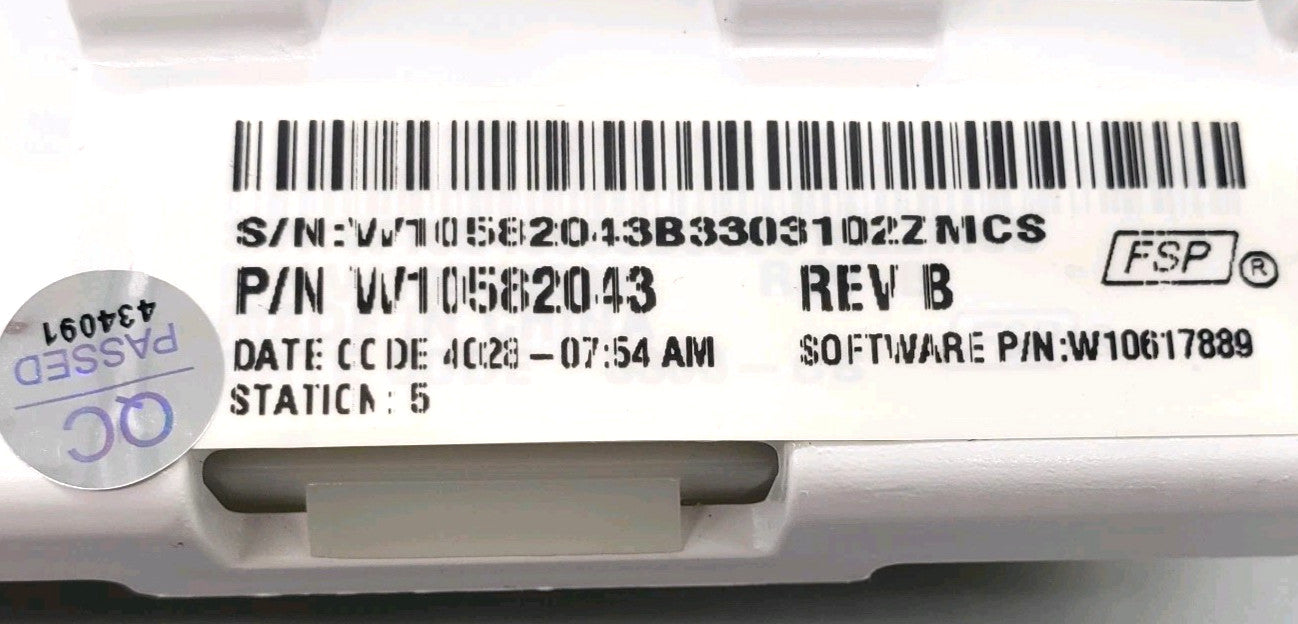 S/N:W10582043B3303102ZMCS
P/N W10582043 REV B
FSP ®
DATE CODE 4028-07:54 AM SOFTWARE P/N:W10617889
STATION: 5
QC
PASSED
434091